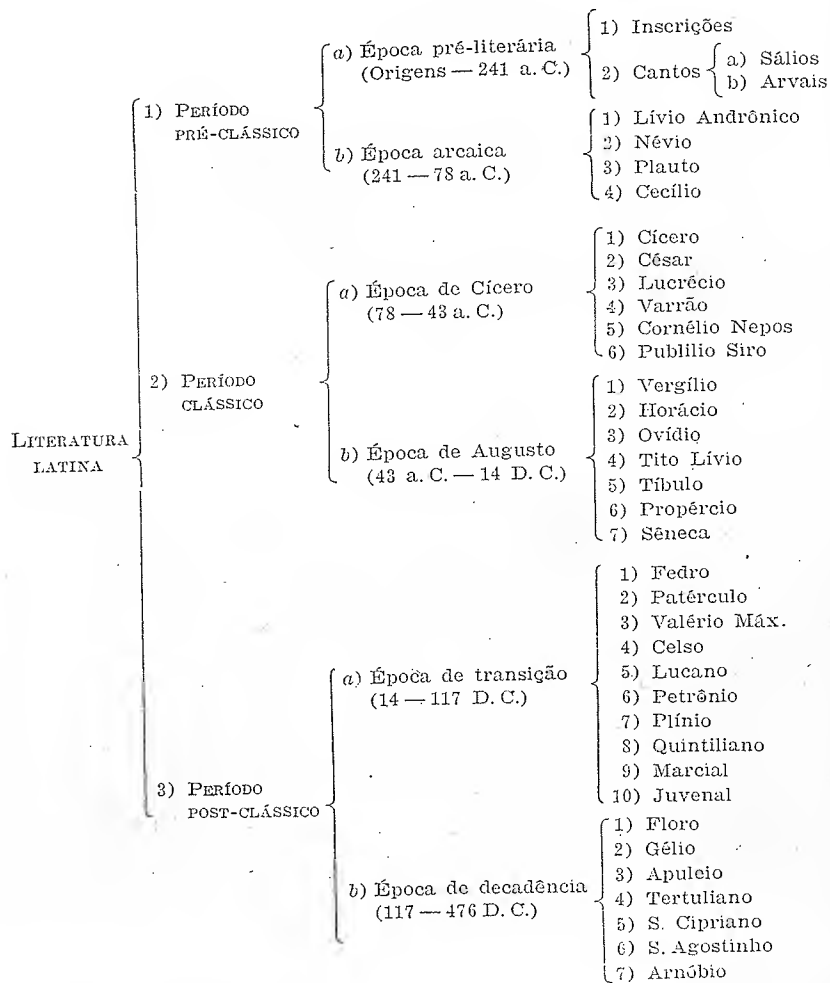 LITERATURA
LATINA
1) PERÍODO
PRÉ-CLÁSSICO
a) Época pré-literária
(Origens — 241 a. C.)
1) Inscrições
2) Cantos
a) Sálios
b) Arvais
b) Época arcaica
(241 — 78 a. C.)
1) Lívio Andrônico
2) Névio
3) Plauto
4) Cecílio
2) PERÍODO
CLÁSSICO
a) Época de Cícero
(78 — 43 a. C.)
1) Cícero
2) César
3) Lucrécio
4) Varrão
5) Cornélio Nepos
6) Publilio Siro
b) Época de Augusto
(43 a. C. — 14 D. C.)
1) Vergílio
2) Horácio
3) Ovídio
4) Tito Lívio
5) Tíbulo
6) Propércio
7) Sêneca
3) PERÍODO
POST-CLÁSSICO
a) Época de transição
(14 — 117 D. C.)
1) Fedro
2) Patérculo
3) Valério Máx.
4) Celso
5) Lucano
6) Petrônio
7) Plínio
8) Quintiliano
9) Marcial
10) Juvenal
b) Época de decadência
(117 — 476 D. C.)
1) Floro
2) Gélio
3) Apuleio
4) Tertuliano
5) S. Cipriano
6) S. Agostinho
7) Arnóbio